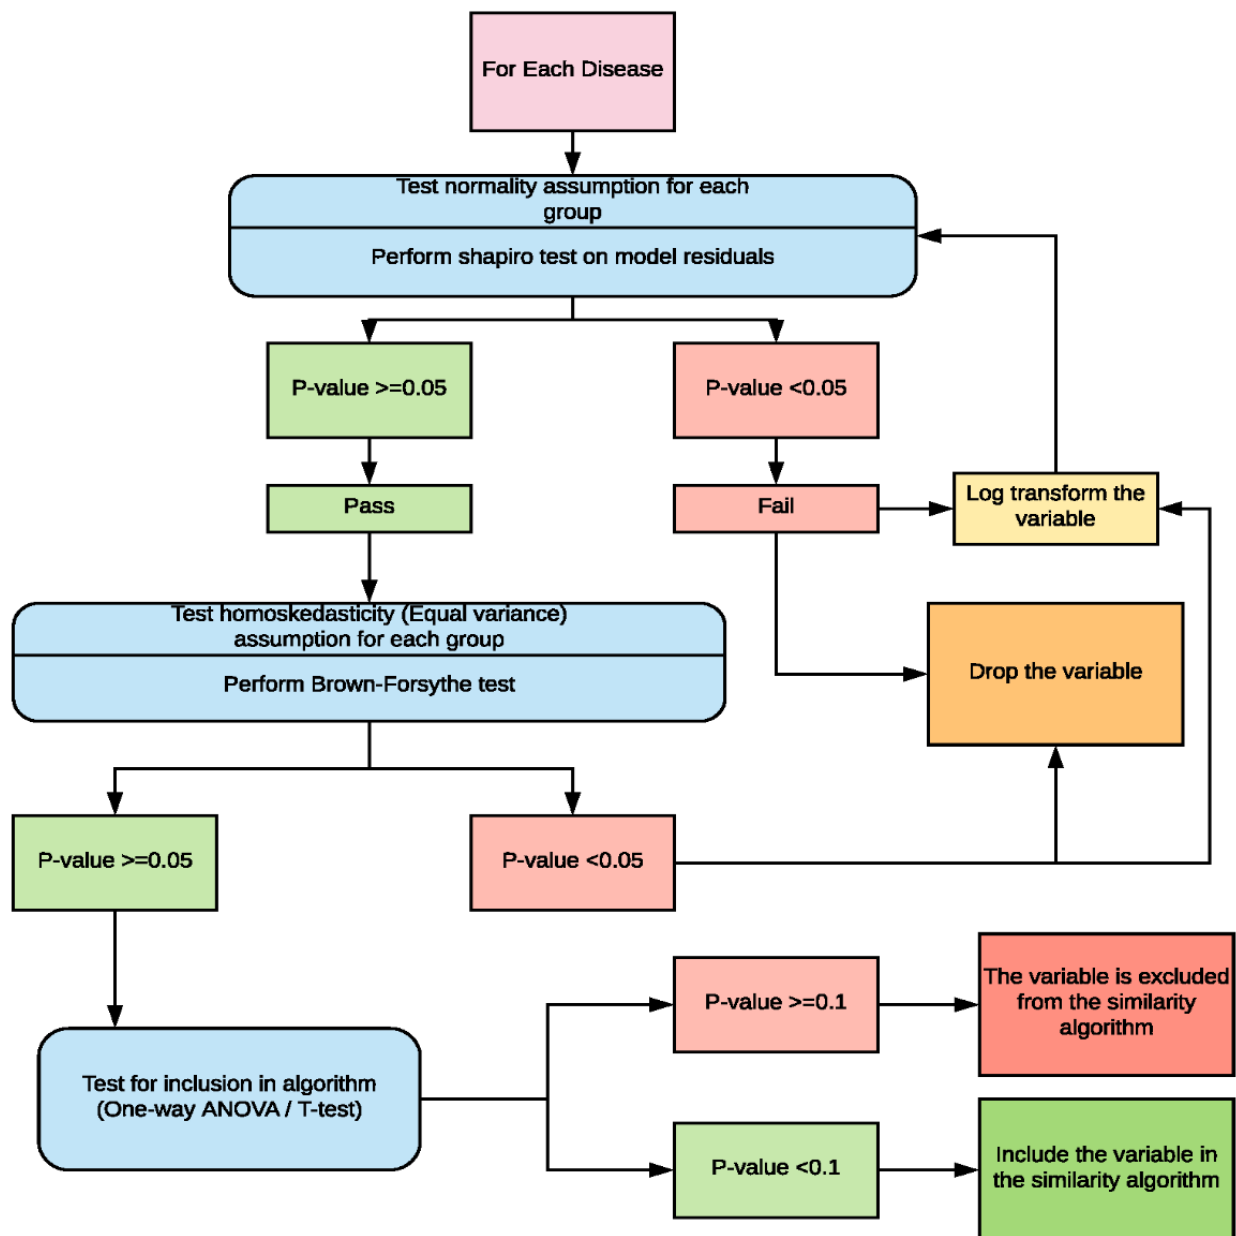 For Each Disease
Test normality assumption for each
group
Perform shapiro test on model residuals
P-value >=0.05
P-value <0.05
Pass
Fail
Log transform the
variable
Test homoskedasticity (Equal variance)
assumption for each group
Perform Brown-Forsythe test
Drop the variable
P-value >=0.05
P-value <0.05
P-value >=0.1
The variable is excluded
from the similarity
algorithm
Test for inclusion in algorithm
(One-way ANOVA / T-test)
P-value <0.1
Include the variable in
the similarity algorithm